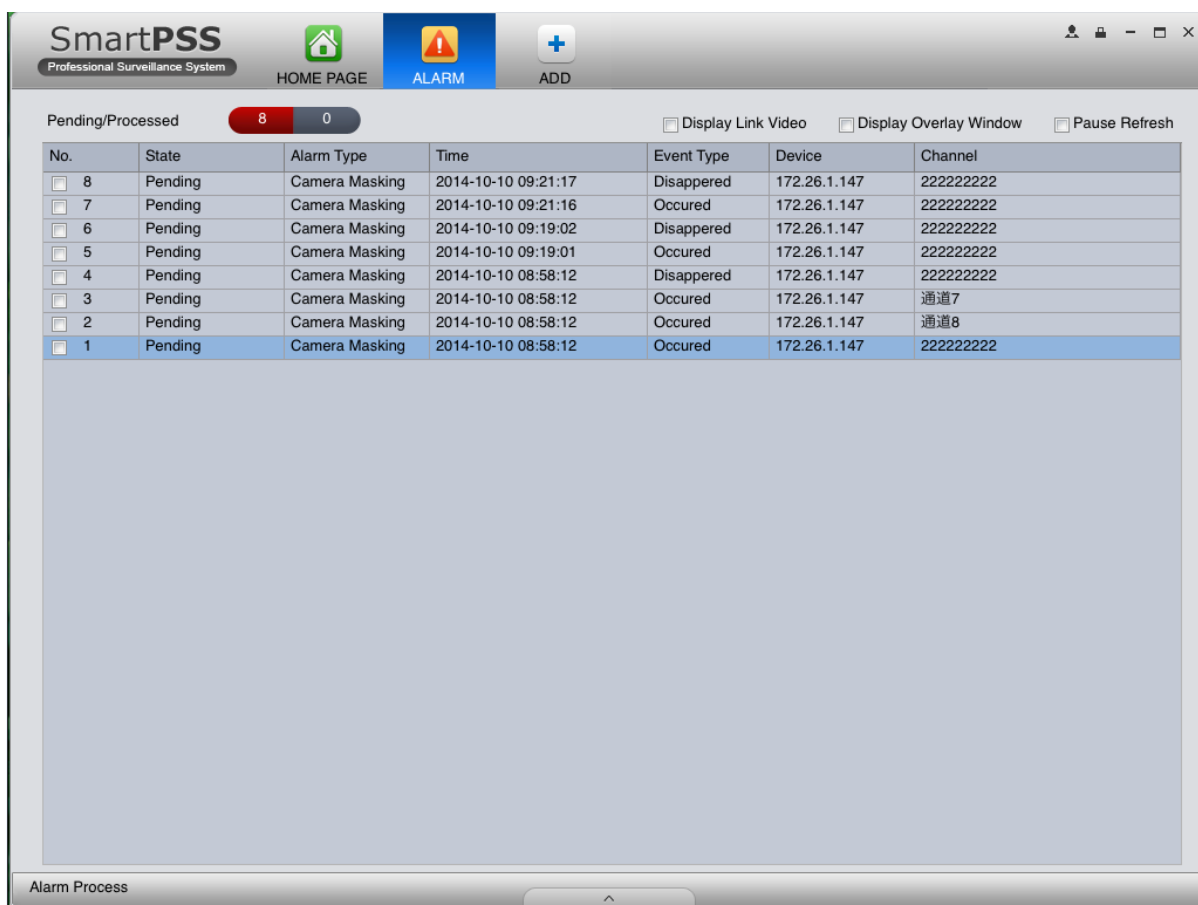 SmartPSS
Professional Surveillance System
HOME PAGE
ALARM
ADD
Pending/Processed 8 0 Display Link Video Display Overlay Window Pause Refresh
No. State Alarm Type Time Event Type Device Channel
8 Pending Camera Masking 2014-10-10 09:21:17 Disappered 172.26.1.147 222222222
7 Pending Camera Masking 2014-10-10 09:21:16 Occured 172.26.1.147 222222222
6 Pending Camera Masking 2014-10-10 09:19:02 Disappered 172.26.1.147 222222222
5 Pending Camera Masking 2014-10-10 09:19:01 Occured 172.26.1.147 222222222
4 Pending Camera Masking 2014-10-10 08:58:12 Disappered 172.26.1.147 222222222
3 Pending Camera Masking 2014-10-10 08:58:12 Occured 172.26.1.147 通道7
2 Pending Camera Masking 2014-10-10 08:58:12 Occured 172.26.1.147 通道8
1 Pending Camera Masking 2014-10-10 08:58:12 Occured 172.26.1.147 222222222
Alarm Process